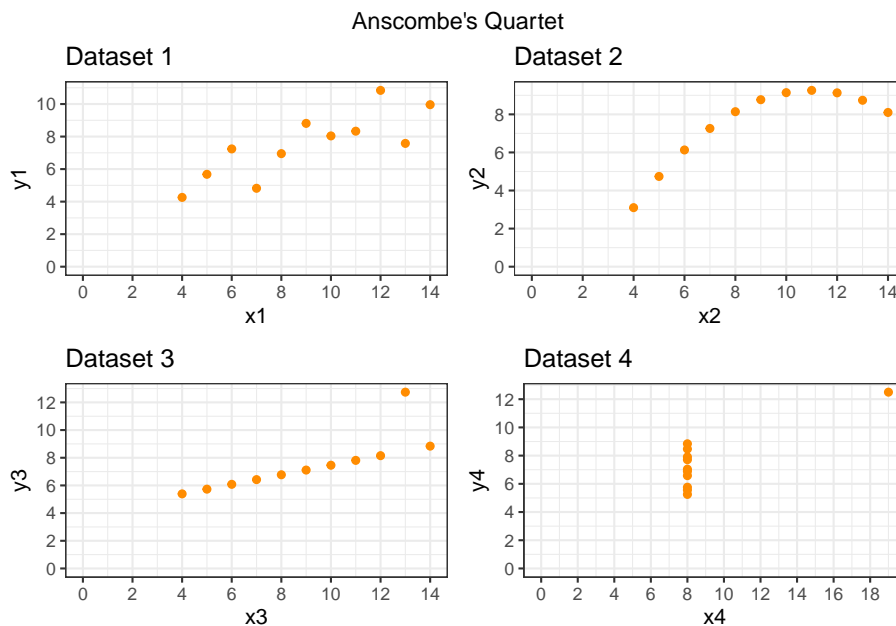 Anscombe's Quartet
Dataset 1
Dataset 2
10
8
6
4
2
0
y1
0 2 4 6 8 10 12 14
x1
8
6
4
2
0
y2
0 2 4 6 8 10 12 14
x2
Dataset 3
Dataset 4
12
10
8
6
4
2
0
y3
0 2 4 6 8 10 12 14
x3
12
10
8
6
4
2
0
y4
0 2 4 6 8 10 12 14 16 18
x4